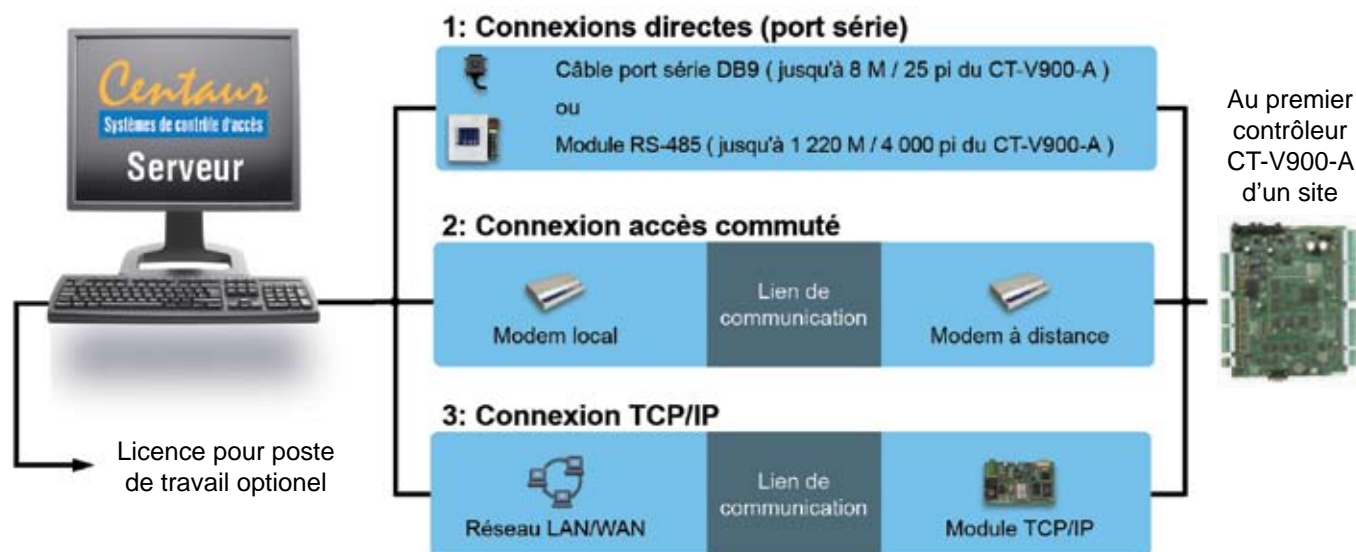 Centaur
Systèmes de contrôle d'accès
Serveur
Licence pour poste
de travail optionel
1: Connexions directes (port série)
Câble port série DB9 ( jusqu'à 8 M / 25 pi du CT-V900-A )
ou
Module RS-485 ( jusqu'à 1 220 M / 4 000 pi du CT-V900-A )
2: Connexion accès commuté
Modem local
Lien de
communication
Modem à distance
3: Connexion TCP/IP
Réseau LAN/WAN
Lien de
communication
Module TCP/IP
Au premier
contrôleur
CT-V900-A
d'un site